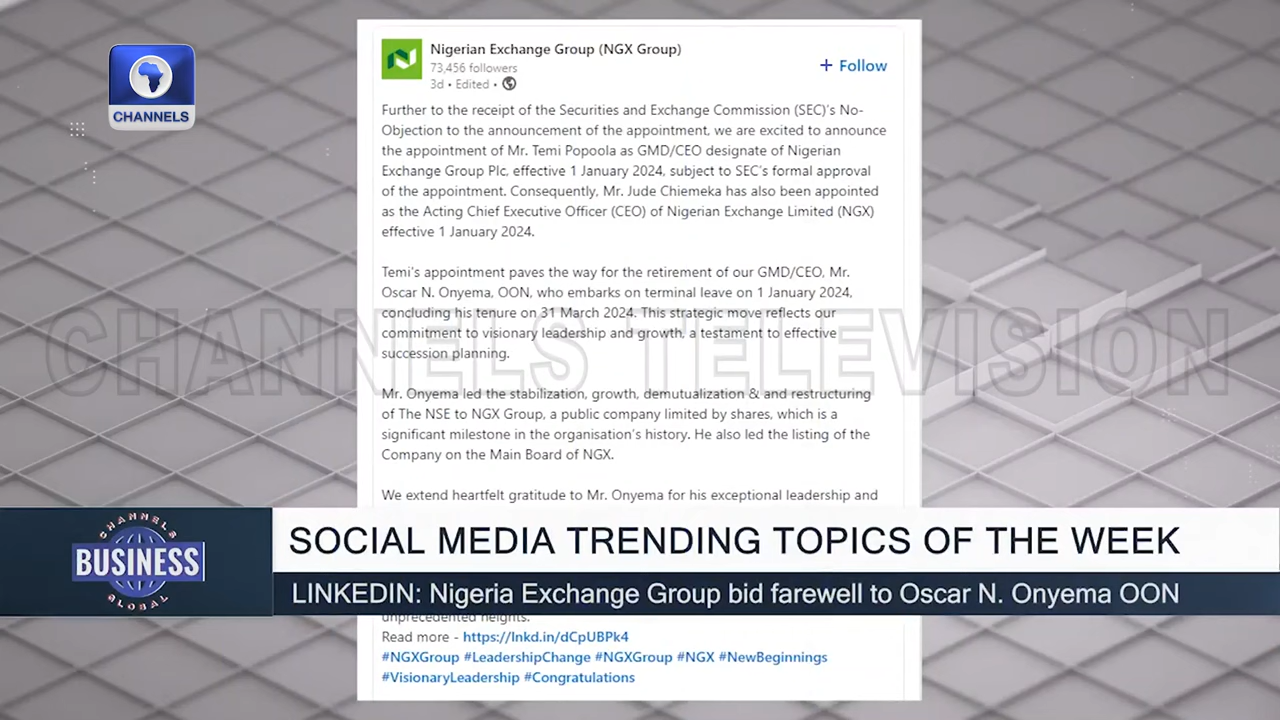 CHANNELS
Nigerian Exchange Group (NGX Group)
73,456 followers
3d • Edited •
+ Follow
Further to the receipt of the Securities and Exchange Commission (SEC)'s No-
Objection to the announcement of the appointment, we are excited to announce
the appointment of Mr. Temi Popoola as GMD/CEO designate of Nigerian
Exchange Group Plc, effective 1 January 2024, subject to SEC's formal approval
of the appointment. Consequently, Mr. Jude Chiemeka has also been appointed
as the Acting Chief Executive Officer (CEO) of Nigerian Exchange Limited (NGX)
effective 1 January 2024.
Temi's appointment paves the way for the retirement of our GMD/CEO, Mr.
Oscar N. Onyema, OON, who embarks on terminal leave on 1 January 2024,
concluding his tenure on 31 March 2024. This strategic move reflects our
commitment to visionary leadership and growth, a testament to effective
succession planning.
CHANNELS TELEVISION
Mr. Onyema led the stabilization, growth, demutualization & and restructuring
of The NSE to NGX Group, a public company limited by shares, which is a
significant milestone in the organisation's history. He also led the listing of the
Company on the Main Board of NGX.
We extend heartfelt gratitude to Mr. Onyema for his exceptional leadership and
CHANNELS
BUSINESS
GLOBAL
SOCIAL MEDIA TRENDING TOPICS OF THE WEEK
LINKEDIN: Nigeria Exchange Group bid farewell to Oscar N. Onyema OON
unprecedented heights.
Read more - https://lnkd.in/dCpUBPk4
#NGXGroup #LeadershipChange #NGXGroup #NGX #NewBeginnings
#VisionaryLeadership #Congratulations